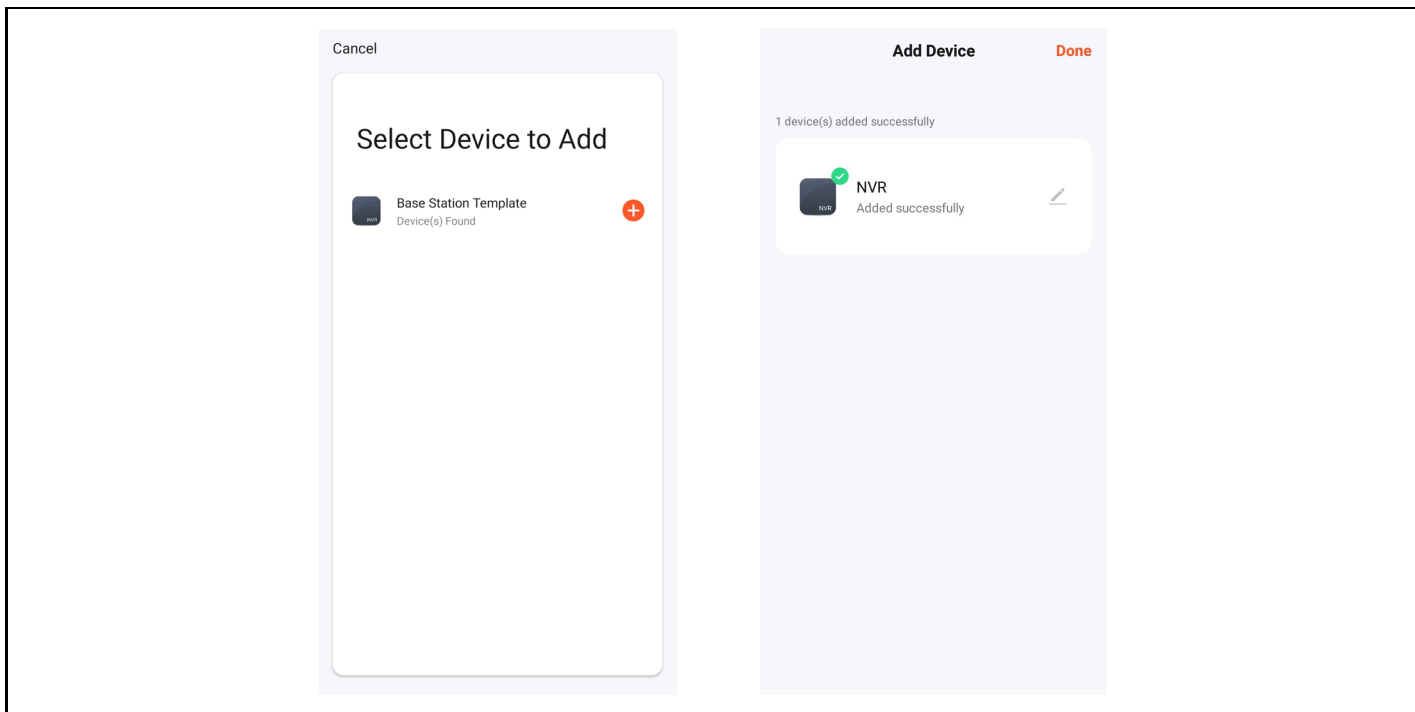 Cancel
Select Device to Add
NVR
Base Station Template
Device(s) Found
Add Device
Done
1 device(s) added successfully
NVR
NVR
Added successfully